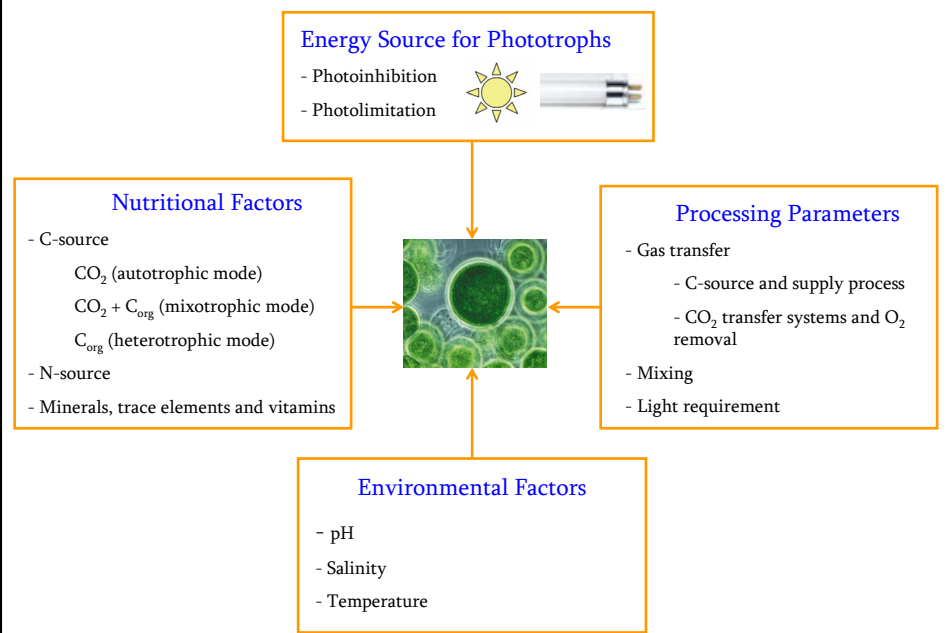 Energy Source for Phototrophs
- Photoinhibition
- Photolimitation
Nutritional Factors
- C-source
CO₂ (autotrophic mode)
CO₂ + Cₒᵣg (mixotrophic mode)
Cₒᵣg (heterotrophic mode)
- N-source
- Minerals, trace elements and vitamins
Processing Parameters
- Gas transfer
- C-source and supply process
- CO₂ transfer systems and O₂
removal
- Mixing
- Light requirement
Environmental Factors
- pH
- Salinity
- Temperature